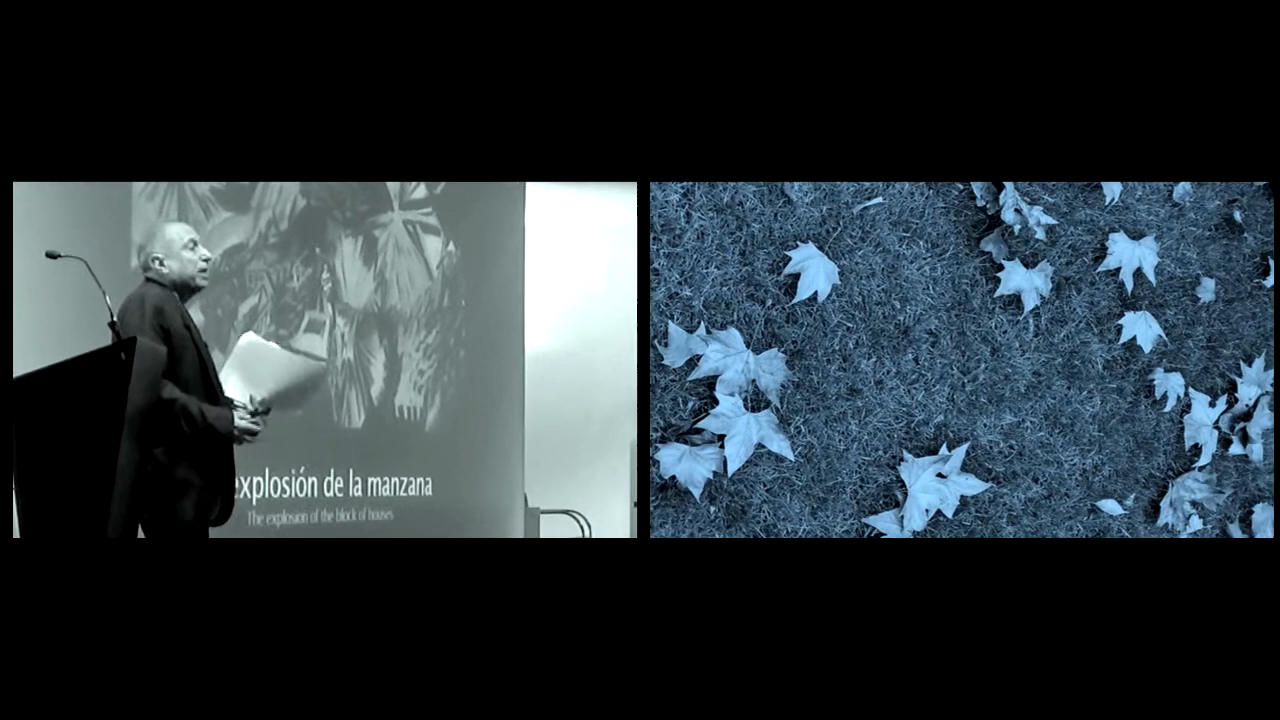 explosión de la manzana
The explosion of the block of houses